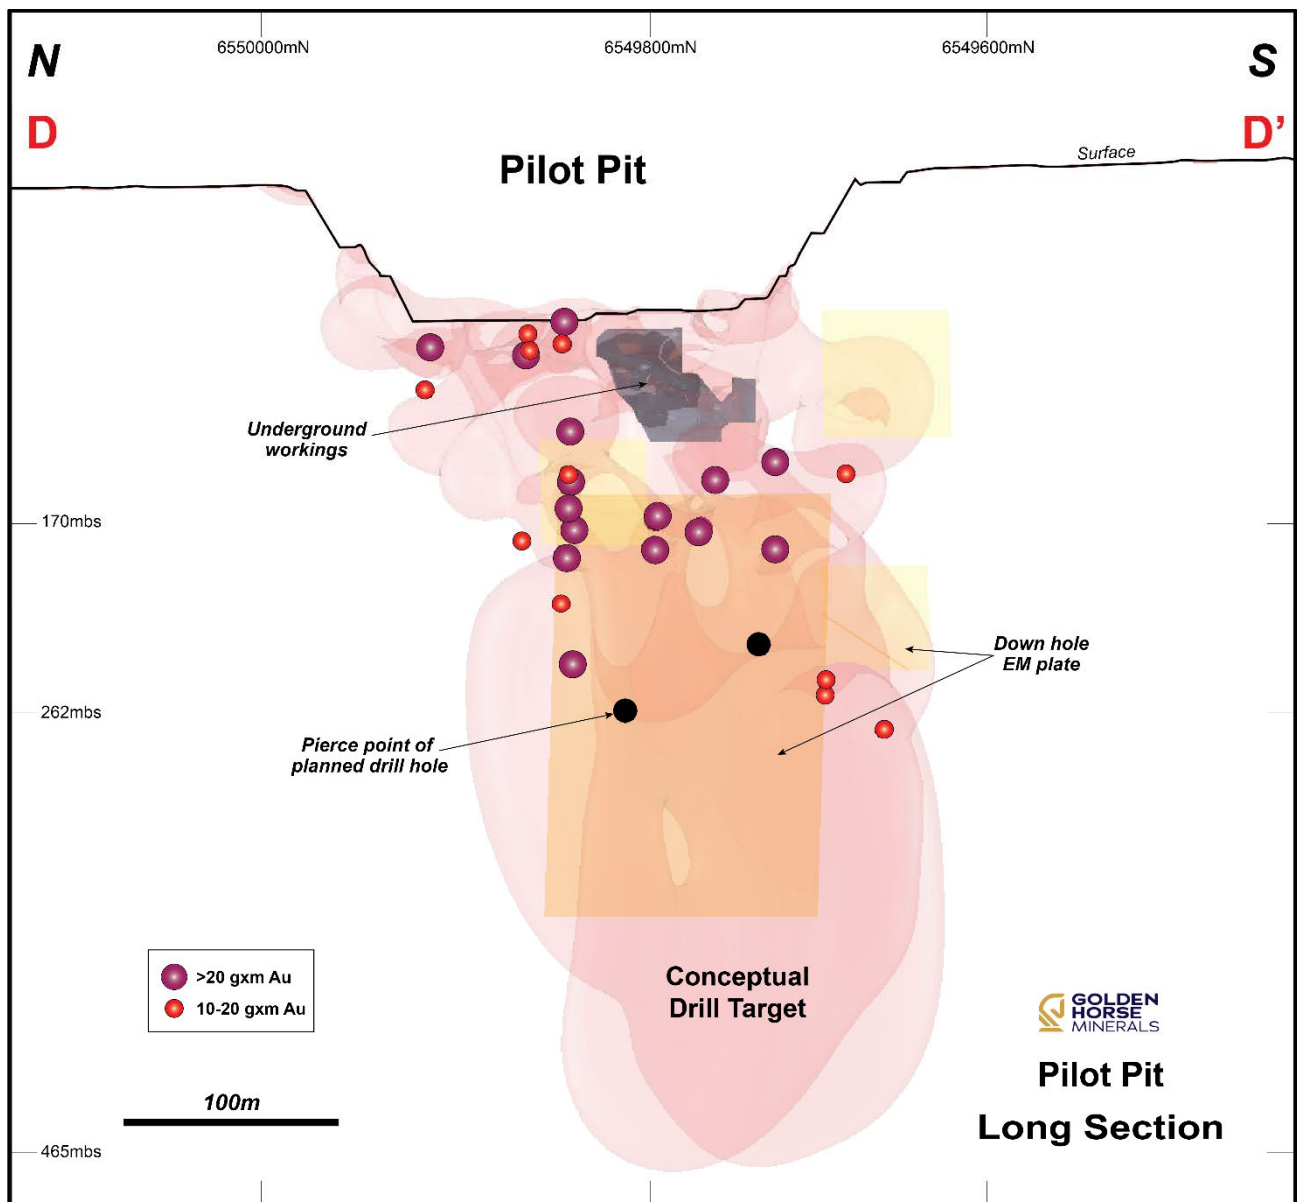 6550000mN
6549800mN
6549600mN
N
S
D
D'
Pilot Pit
Surface
Underground
workings
170mbs
Down hole
EM plate
262mbs
Pierce point of
planned drill hole
>20 gxm Au
10-20 gxm Au
Conceptual
Drill Target
GOLDEN
HORSE
MINERALS
Pilot Pit
Long Section
100m
465mbs